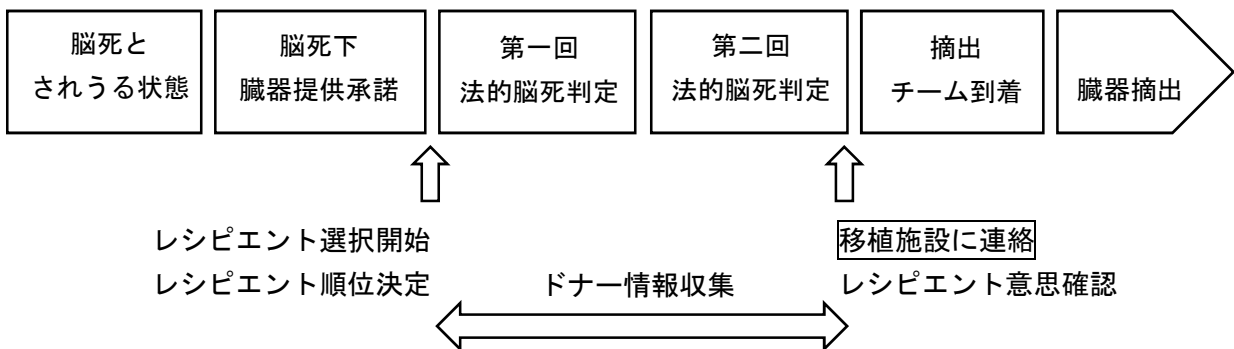 脳死と
されうる状態
脳死下
臓器提供承諾
第一回
法的脳死判定
第二回
法的脳死判定
摘出
チーム到着
臓器摘出
レシピエント選択開始
レシピエント順位決定
ドナー情報収集
移植施設に連絡
レシピエント意思確認